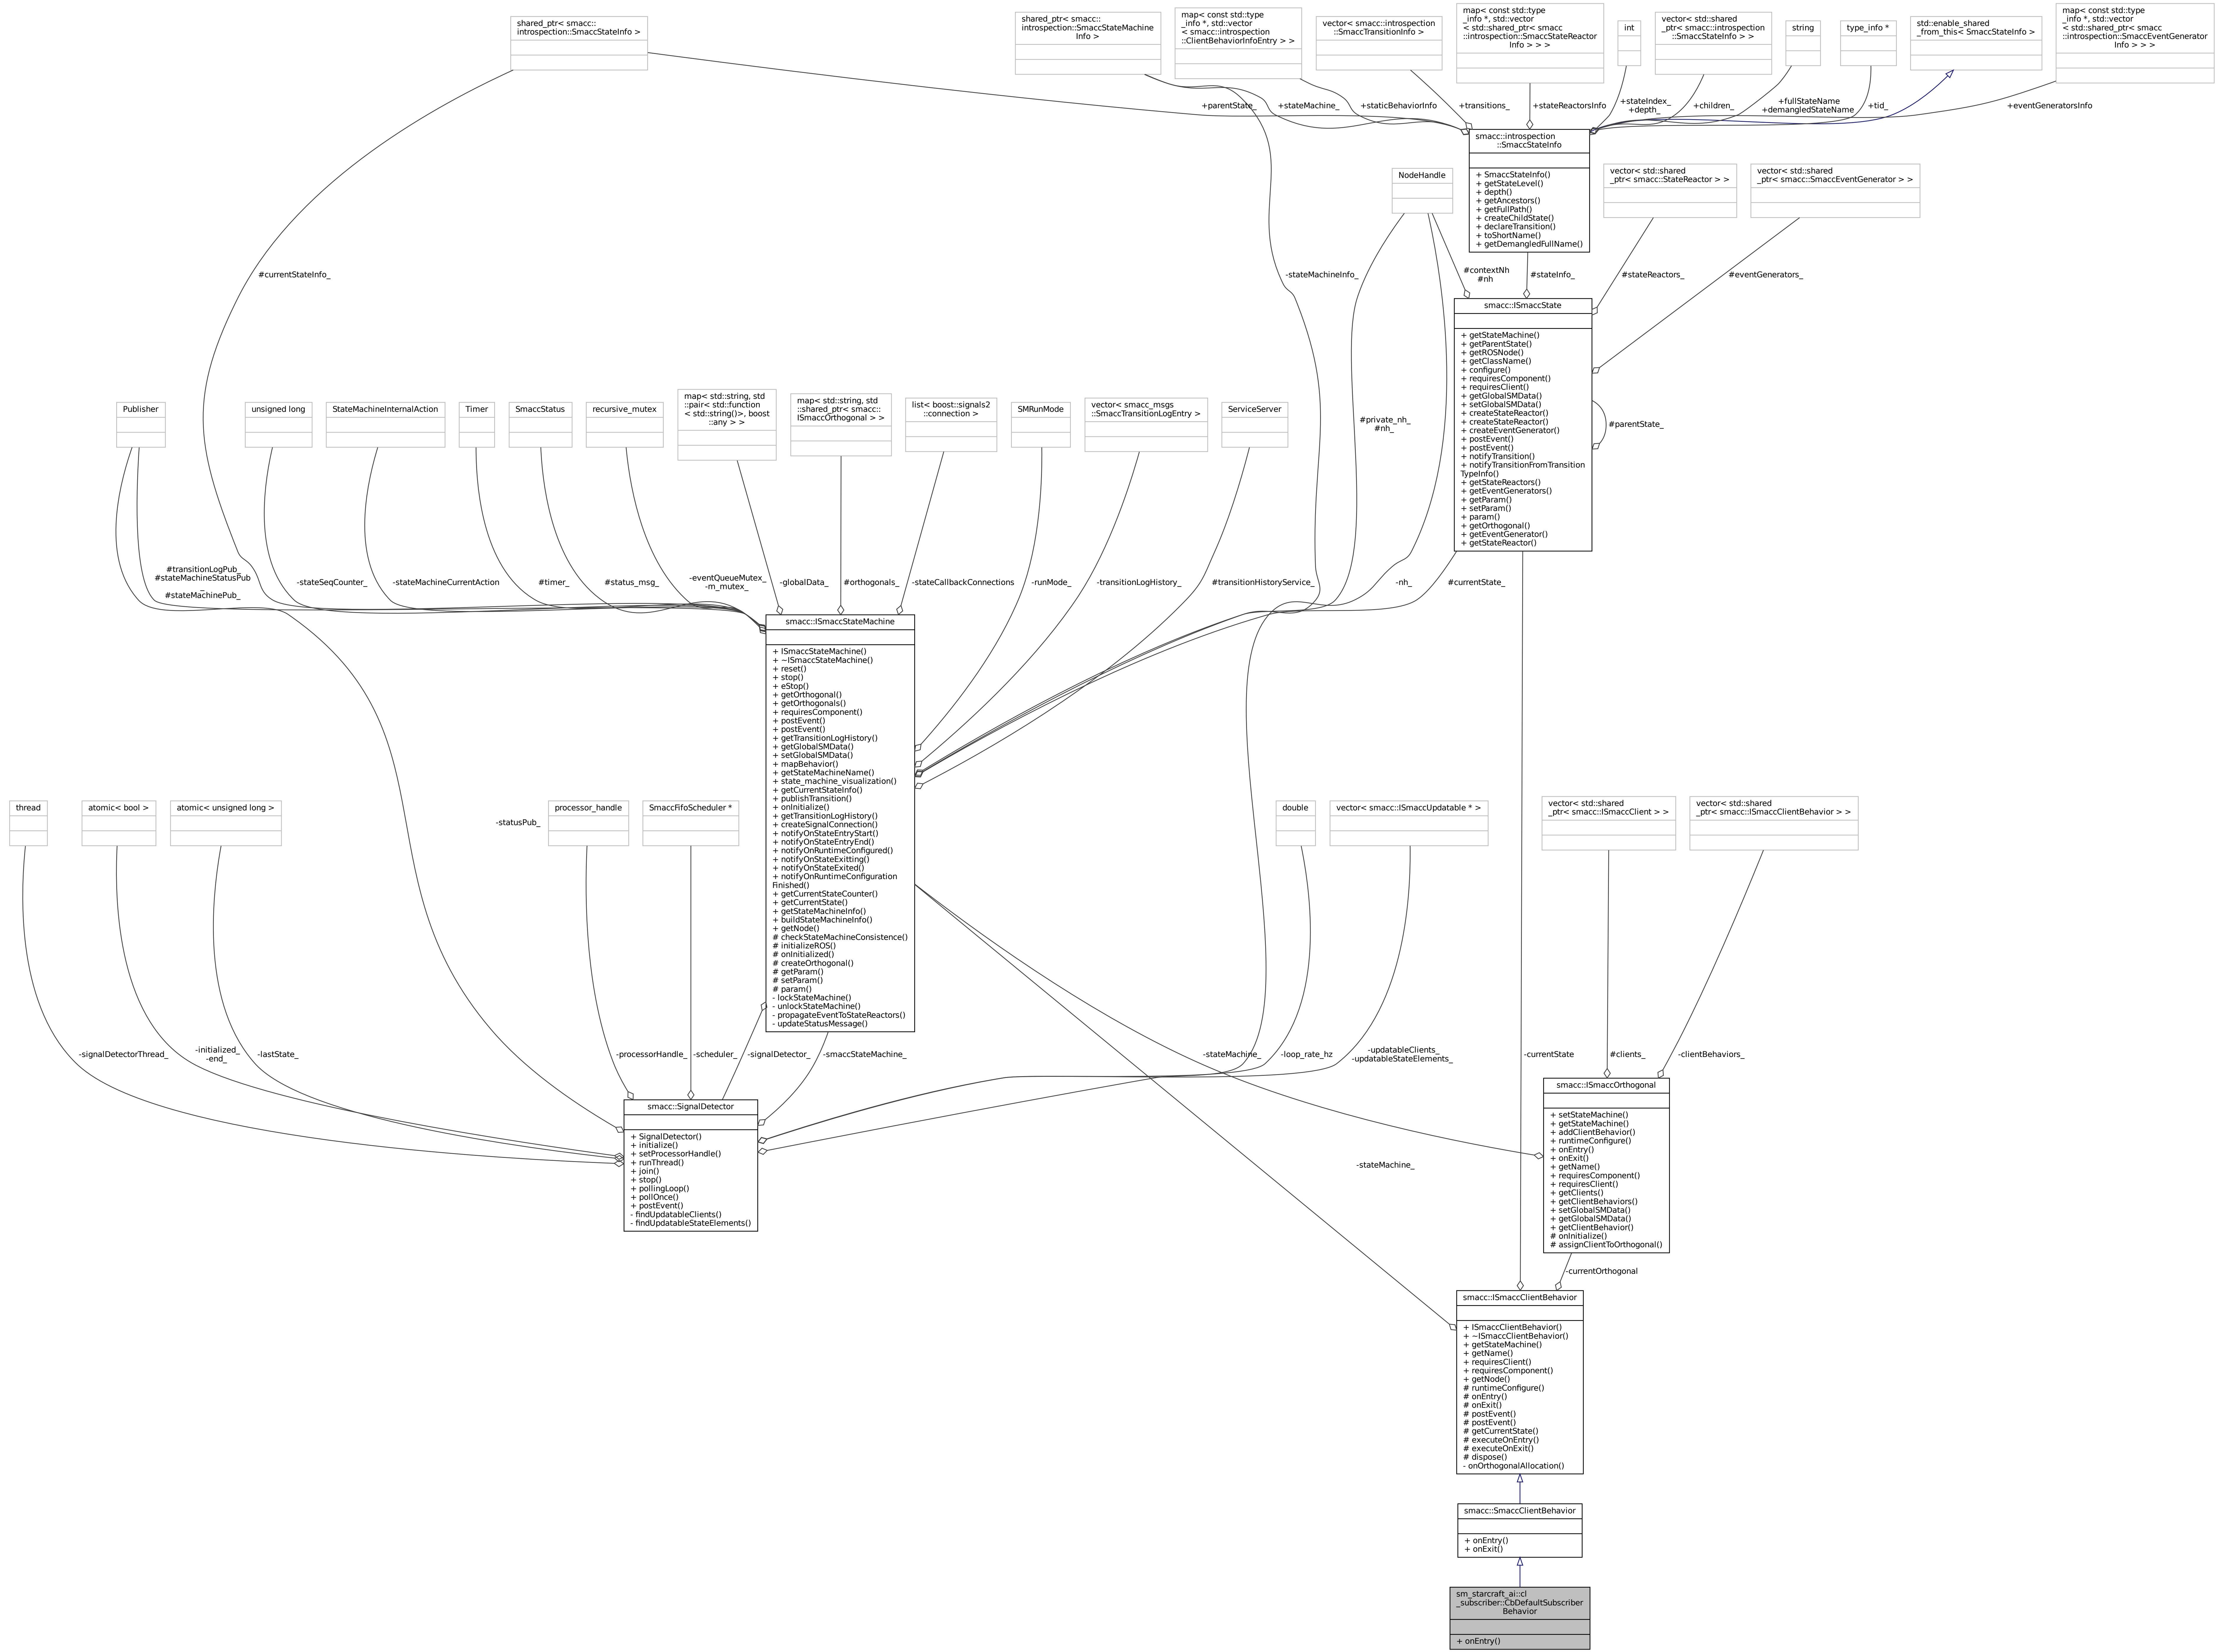 shared_ptr< smacc::
introspection::SmaccStateInfo >
shared_ptr< smacc::
introspection::SmaccStateMachine
Info >
map< const std::type
_info *, std::vector
< smacc::introspection
::ClientBehaviorInfoEntry > >
vector< smacc::introspection
::SmaccTransitionInfo >
map< const std::type
_info *, std::vector
< std::shared_ptr< smacc
::introspection::SmaccStateReactor
Info > > >
int
vector< std::shared
_ptr< smacc::introspection
::SmaccStateInfo > >
string
type_info *
std::enable_shared
_from_this< SmaccStateInfo >
map< const std::type
_info *, std::vector
< std::shared_ptr< smacc
::introspection::SmaccEventGenerator
Info > > >
+parentState_
+stateMachine_
+staticBehaviorInfo
+transitions_
+stateReactorsInfo
+stateIndex_
+depth_
+children_
+fullStateName
+demangledStateName
+tid_
+eventGeneratorsInfo
smacc::introspection
::SmaccStateInfo
+ SmaccStateInfo()
+ getStateLevel()
+ depth()
+ getAncestors()
+ getFullPath()
+ createChildState()
+ declareTransition()
+ toShortName()
+ getDemangledFullName()
NodeHandle
vector< std::shared
_ptr< smacc::StateReactor > >
vector< std::shared
_ptr< smacc::SmaccEventGenerator > >
#currentStateInfo_
-stateMachineInfo_
#contextNh
#nh
#stateInfo_
#stateReactors_
#eventGenerators_
smacc::ISmaccState
+ getStateMachine()
+ getParentState()
+ getROSNode()
+ getClassName()
+ configure()
+ requiresComponent()
+ requiresClient()
+ getGlobalSMData()
+ setGlobalSMData()
+ createStateReactor()
+ createStateReactor()
+ createEventGenerator()
+ postEvent()
+ postEvent()
+ notifyTransition()
+ notifyTransitionFromTransition
TypeInfo()
+ getStateReactors()
+ getEventGenerators()
+ getParam()
+ setParam()
+ param()
+ getOrthogonal()
+ getEventGenerator()
+ getStateReactor()
#parentState_
#private_nh_
#nh_
Publisher
unsigned long
StateMachineInternalAction
Timer
SmaccStatus
recursive_mutex
map< std::string, std
::pair< std::function
< std::string()>, boost
::any > >
map< std::string, std
::shared_ptr< smacc::
ISmaccOrthogonal > >
list< boost::signals2
::connection >
SMRunMode
vector< smacc_msgs
::SmaccTransitionLogEntry >
ServiceServer
#transitionLogPub_
#stateMachineStatusPub
_
#stateMachinePub_
-stateSeqCounter_
-stateMachineCurrentAction
#timer_
#status_msg_
-eventQueueMutex_
-m_mutex_
-globalData_
#orthogonals_
-stateCallbackConnections
-runMode_
-transitionLogHistory_
#transitionHistoryService_
-nh_
#currentState_
smacc::ISmaccStateMachine
+ ISmaccStateMachine()
+ ~ISmaccStateMachine()
+ reset()
+ stop()
+ eStop()
+ getOrthogonal()
+ getOrthogonals()
+ requiresComponent()
+ postEvent()
+ postEvent()
+ getTransitionLogHistory()
+ getGlobalSMData()
+ setGlobalSMData()
+ mapBehavior()
+ getStateMachineName()
+ state_machine_visualization()
+ getCurrentStateInfo()
+ publishTransition()
+ onInitialize()
+ getTransitionLogHistory()
+ createSignalConnection()
+ notifyOnStateEntryStart()
+ notifyOnStateEntryEnd()
+ notifyOnRuntimeConfigured()
+ notifyOnStateExitting()
+ notifyOnStateExited()
+ notifyOnRuntimeConfiguration
Finished()
+ getCurrentStateCounter()
+ getCurrentState()
+ getStateMachineInfo()
+ buildStateMachineInfo()
+ getNode()
# checkStateMachineConsistence()
# initializeROS()
# onInitialized()
# createOrthogonal()
# getParam()
# setParam()
# param()
- lockStateMachine()
- unlockStateMachine()
- propagateEventToStateReactors()
- updateStatusMessage()
thread
atomic< bool >
atomic< unsigned long >
-statusPub_
processor_handle
SmaccFifoScheduler *
double
vector< smacc::ISmaccUpdatable * >
vector< std::shared
_ptr< smacc::ISmaccClient > >
vector< std::shared
_ptr< smacc::ISmaccClientBehavior > >
-signalDetectorThread_
-initialized_
-end_
-lastState_
-processorHandle_
-scheduler_
-signalDetector_
-smaccStateMachine_
-stateMachine_
-loop_rate_hz
-updatableClients_
-updatableStateElements_
-currentState
#clients_
-clientBehaviors_
smacc::SignalDetector
+ SignalDetector()
+ initialize()
+ setProcessorHandle()
+ runThread()
+ join()
+ stop()
+ pollingLoop()
+ pollOnce()
+ postEvent()
- findUpdatableClients()
- findUpdatableStateElements()
smacc::ISmaccOrthogonal
+ setStateMachine()
+ getStateMachine()
+ addClientBehavior()
+ runtimeConfigure()
+ onEntry()
+ onExit()
+ getName()
+ requiresComponent()
+ requiresClient()
+ getClients()
+ getClientBehaviors()
+ setGlobalSMData()
+ getGlobalSMData()
+ getClientBehavior()
# onInitialize()
# assignClientToOrthogonal()
-stateMachine_
-currentOrthogonal
smacc::ISmaccClientBehavior
+ ISmaccClientBehavior()
+ ~ISmaccClientBehavior()
+ getStateMachine()
+ getName()
+ requiresClient()
+ requiresComponent()
+ getNode()
# runtimeConfigure()
# onEntry()
# onExit()
# postEvent()
# postEvent()
# getCurrentState()
# executeOnEntry()
# executeOnExit()
# dispose()
- onOrthogonalAllocation()
smacc::SmaccClientBehavior
+ onEntry()
+ onExit()
sm_starcraft_ai::cl
_subscriber::CbDefaultSubscriber
Behavior
+ onEntry()